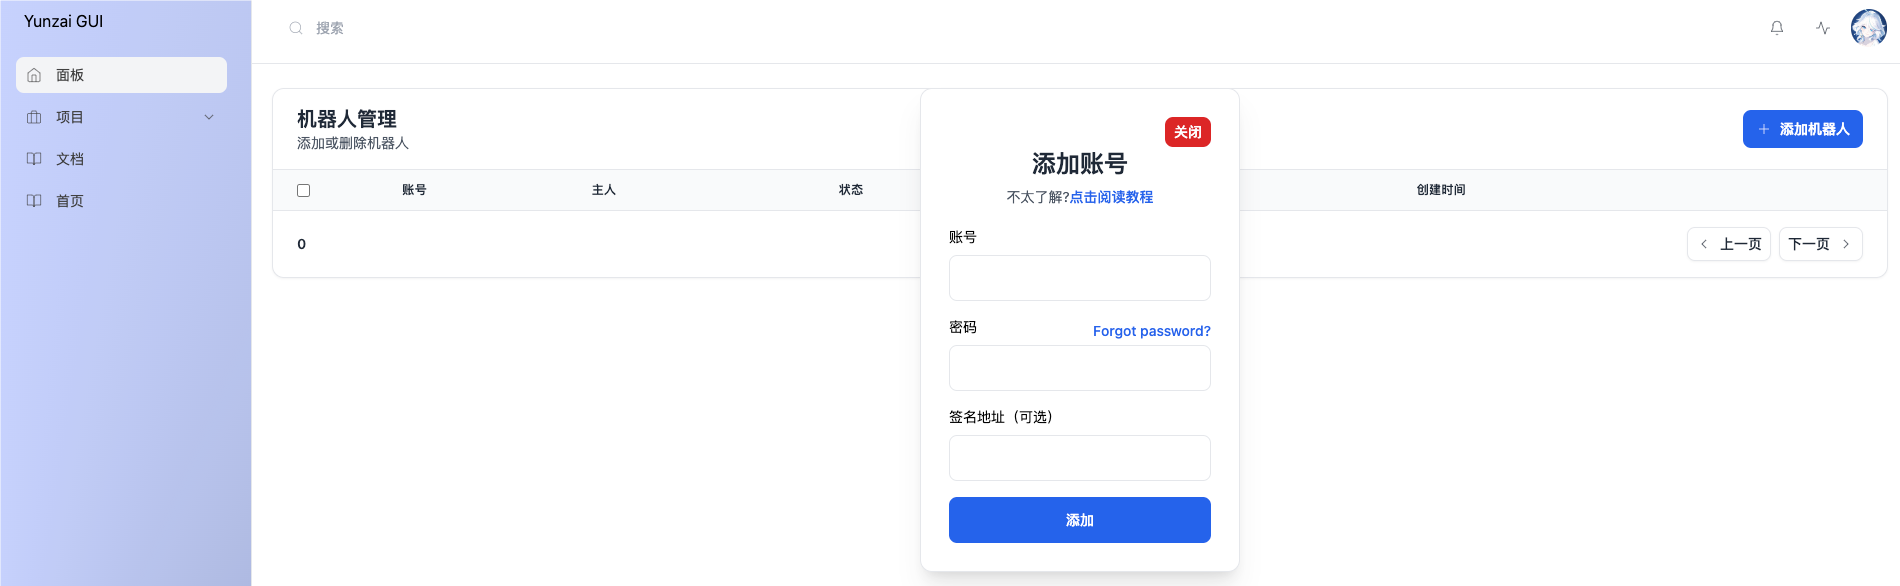 Yunzai GUI
面板
项目
文档
首页
搜索
机器人管理
添加或删除机器人
添加机器人
账号
主人
状态
创建时间
0
上一页
下一页
关闭
添加账号
不太了解?点击阅读教程
账号
密码
Forgot password?
签名地址（可选）
添加